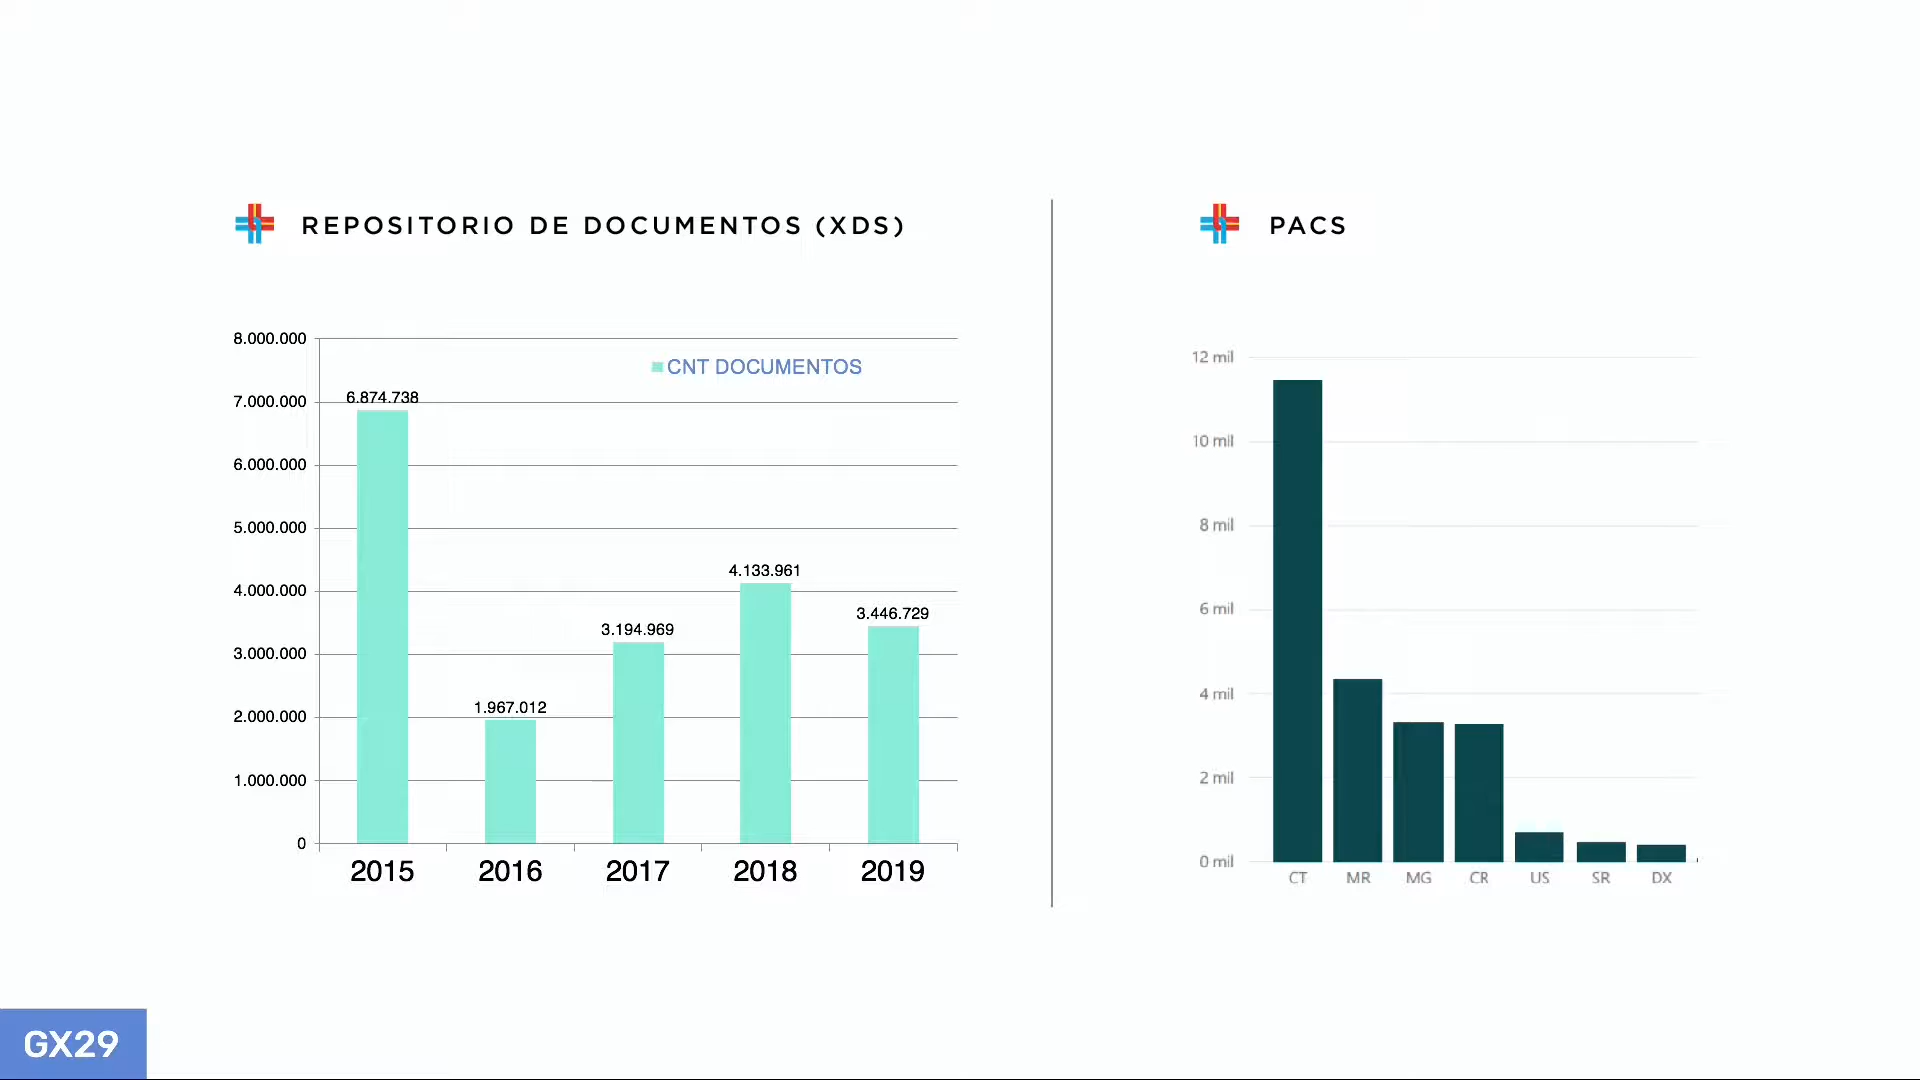 REPOSITORIO DE DOCUMENTOS (XDS)
8.000.000
CNT DOCUMENTOS
7.000.000
6.874.738
6.000.000
5.000.000
4.133.961
4.000.000
3.446.729
3.194.969
3.000.000
1.967.012
2.000.000
1.000.000
0
2015 2016 2017 2018 2019
PACS
12 mil
10 mil
8 mil
6 mil
4 mil
2 mil
0 mil
CT MR MG CR US SR DX
GX29